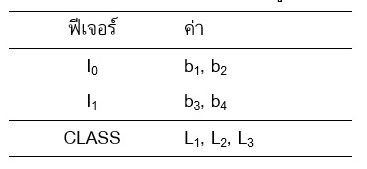 ฟีเจอร์ ค่า
I₀ b₁, b₂
I₁ b₃, b₄
CLASS L₁, L₂, L₃